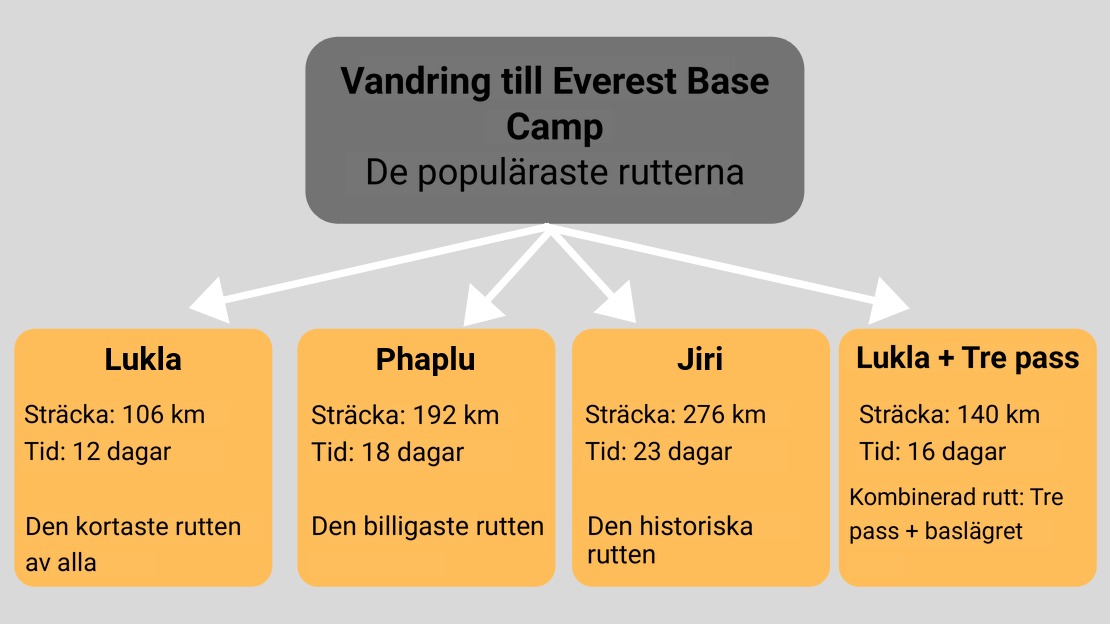 Vandring till Everest Base
Camp
De populäraste rutterna
Lukla
Sträcka: 106 km
Tid: 12 dagar
Den kortaste rutten
av alla
Phaplu
Sträcka: 192 km
Tid: 18 dagar
Den billigaste rutten
Jiri
Sträcka: 276 km
Tid: 23 dagar
Den historiska
rutten
Lukla + Tre pass
Sträcka: 140 km
Tid: 16 dagar
Kombinerad rutt: Tre
pass + baslägret